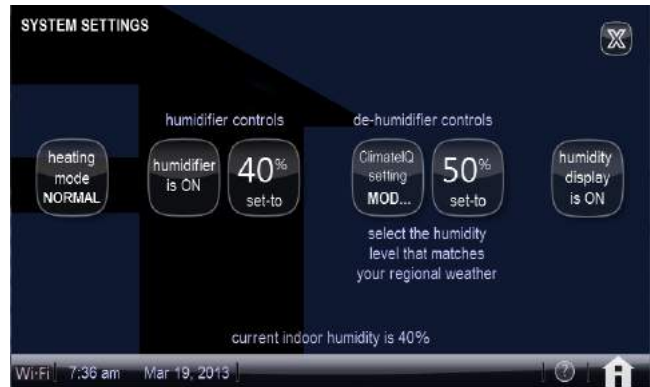 SYSTEM SETTINGS
X
humidifier controls
de-humidifier controls
heating
mode
NORMAL
humidifier
is ON
40%
set-to
ClimateIQ
setting
MOD...
50%
set-to
humidity
display
is ON
select the humidity
level that matches
your regional weather
current indoor humidity is 40%
Wi-Fi 7:36 am Mar 19, 2013 ?